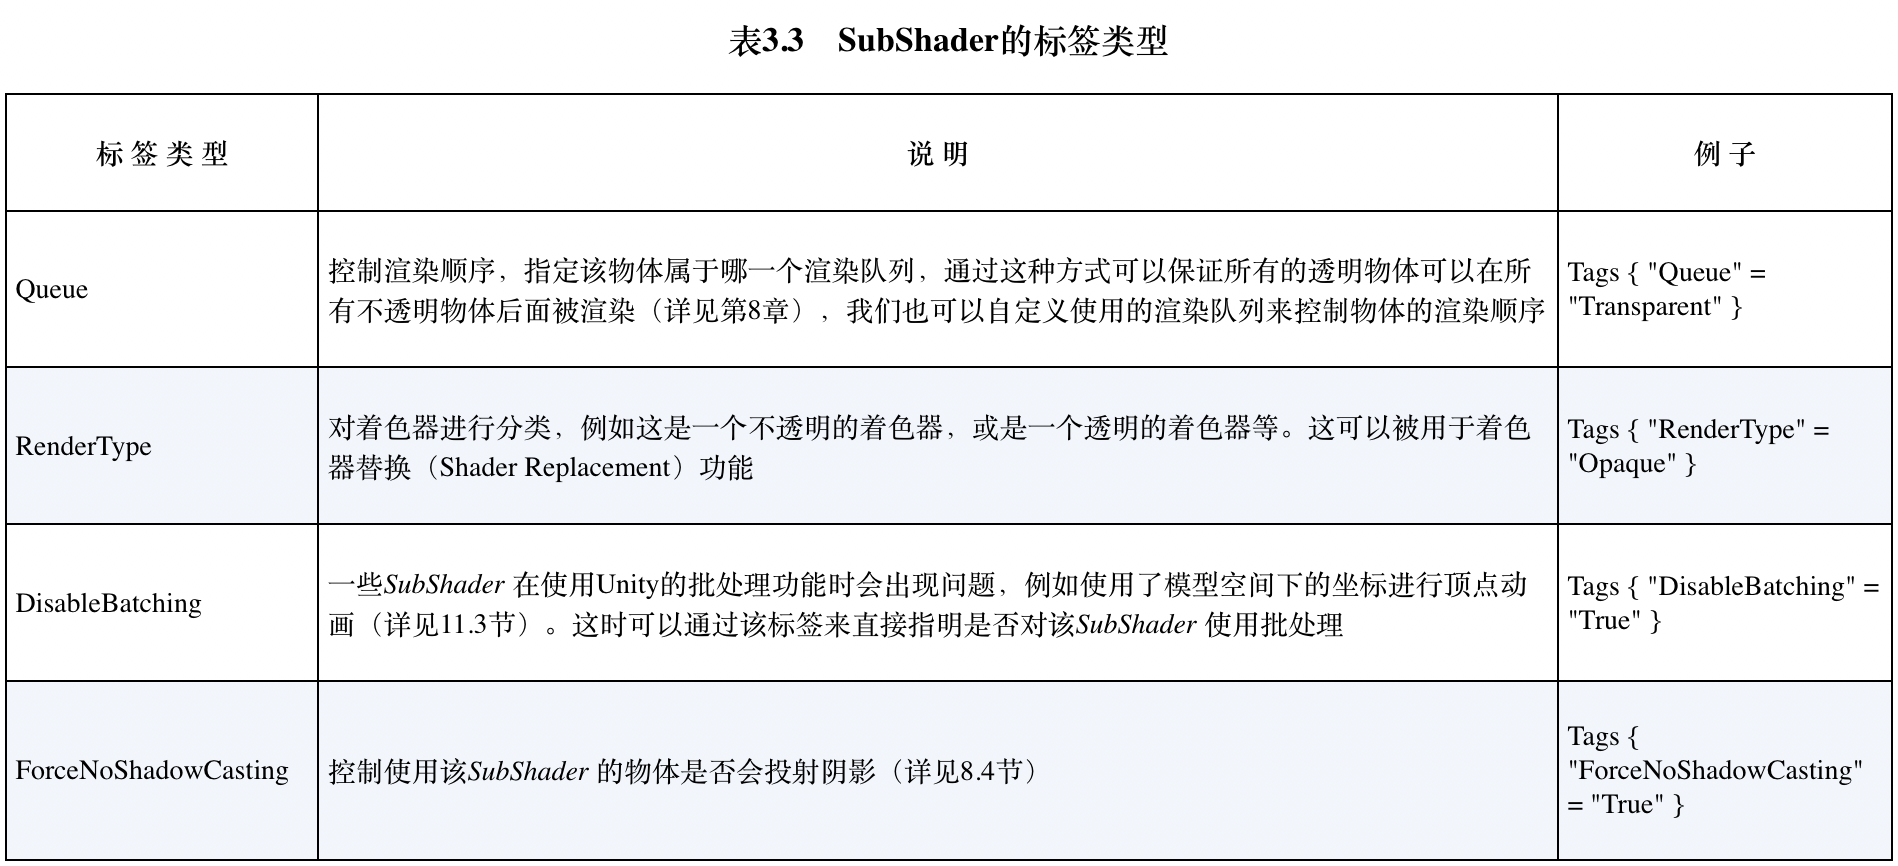 表3.3 SubShader的标签类型
标签类型 说明 例子
Queue
控制渲染顺序，指定该物体属于哪一个渲染队列，通过这种方式可以保证所有的透明物体可以在所
有不透明物体后面被渲染（详见第8章），我们也可以自定义使用的渲染队列来控制物体的渲染顺序
Tags { "Queue" =
"Transparent" }
RenderType
对着色器进行分类，例如这是一个不透明的着色器，或是一个透明的着色器等。这可以被用于着色
器替换（Shader Replacement）功能
Tags { "RenderType" =
"Opaque" }
DisableBatching
一些SubShader 在使用Unity的批处理功能时会出现问题，例如使用了模型空间下的坐标进行顶点动
画（详见11.3节）。这时可以通过该标签来直接指明是否对该SubShader 使用批处理
Tags { "DisableBatching" =
"True" }
ForceNoShadowCasting
控制使用该SubShader 的物体是否会投射阴影（详见8.4节）
Tags {
"ForceNoShadowCasting"
= "True" }